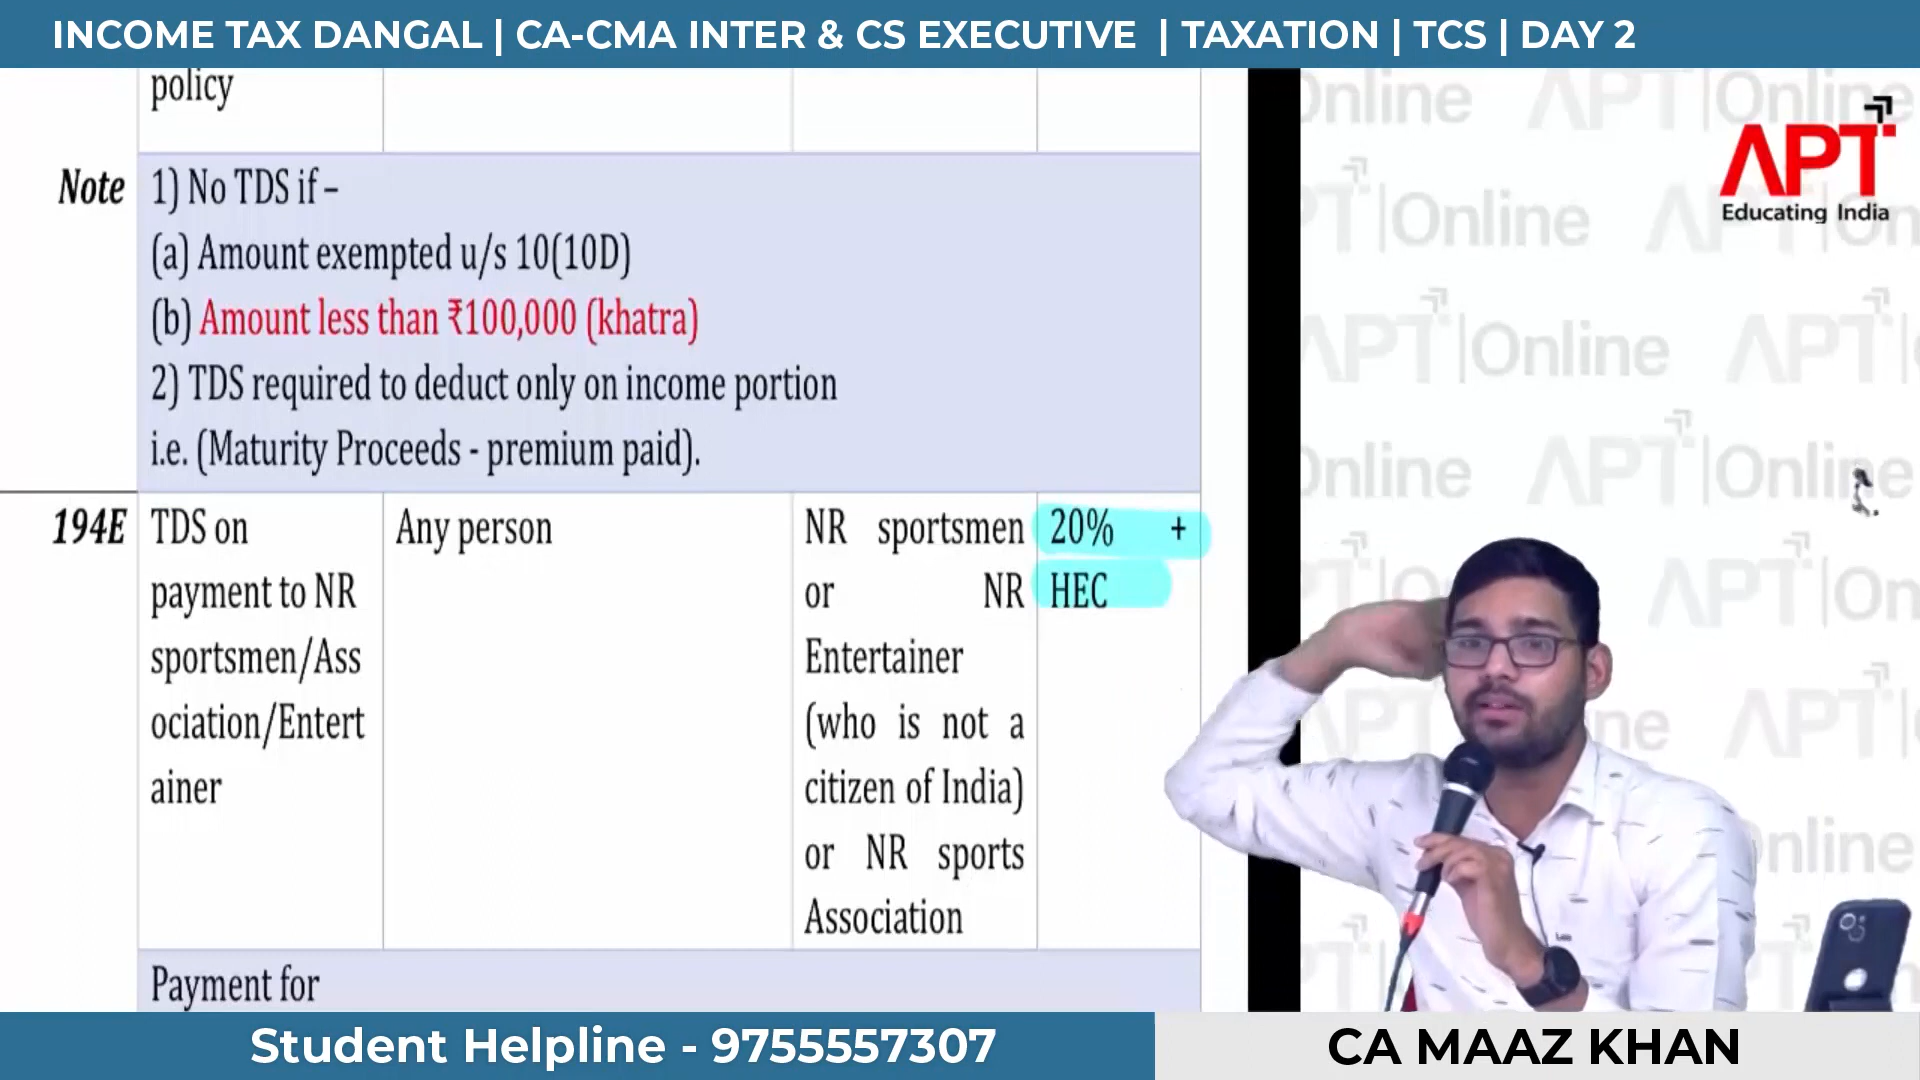 INCOME TAX DANGAL | CA-CMA INTER & CS EXECUTIVE | TAXATION | TCS | DAY 2
policy
Note
1) No TDS if –
(a) Amount exempted u/s 10(10D)
(b) Amount less than ₹100,000 (khatra)
2) TDS required to deduct only on income portion
i.e. (Maturity Proceeds - premium paid).
194E
TDS on
payment to NR
sportsmen/Ass
ociation/Entert
ainer
Any person
NR sportsmen
or NR
Entertainer
(who is not a
citizen of India)
or NR sports
Association
20% +
HEC
Payment for
APT
Educating India
APT|Online
Student Helpline - 9755557307
CA MAAZ KHAN